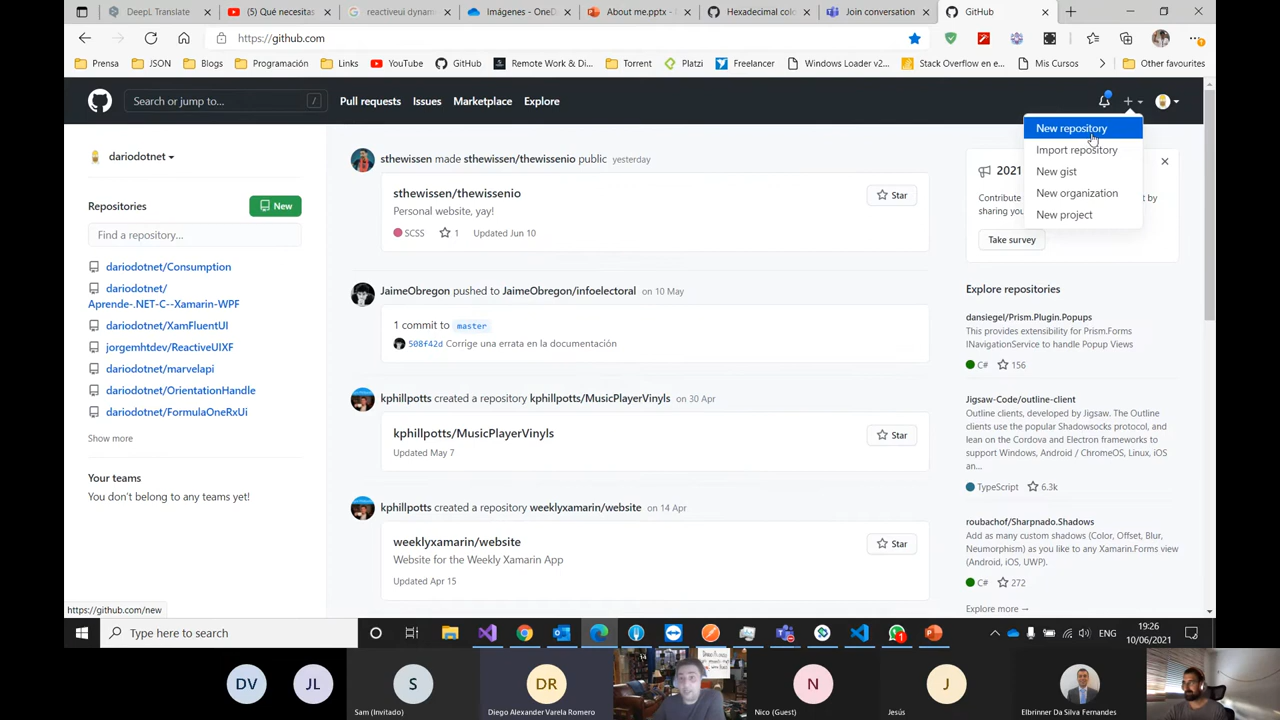 DeepL Translate
(5) Qué necesitas
reactiveui dynam
Imágenes - OneD
About me.pptx -
Hexadecimal colo
Join conversation
GitHub
https://github.com
Prensa
JSON
Blogs
Programación
Links
YouTube
GitHub
Remote Work & Di...
Torrent
Platzi
Freelancer
Windows Loader v2...
Stack Overflow en e...
Mis Cursos
Other favourites
Search or jump to...
/
Pull requests
Issues
Marketplace
Explore
New repository
Import repository
New gist
New organization
New project
dariodotnet
Repositories
New
Find a repository...
dariodotnet/Consumption
dariodotnet/
Aprende-.NET-C--Xamarin-WPF
dariodotnet/XamFluentUI
jorgemhtdev/ReactiveUIXF
dariodotnet/marvelapi
dariodotnet/OrientationHandle
dariodotnet/FormulaOneRxUi
Show more
Your teams
You don't belong to any teams yet!
sthewissen made sthewissen/thewissenio public yesterday
sthewissen/thewissenio
Star
Personal website, yay!
SCSS 1 Updated Jun 10
JaimeObregon pushed to JaimeObregon/infoelectoral on 10 May
1 commit to master
508f42d Corrige una errata en la documentación
kphillpotts created a repository kphillpotts/MusicPlayerVinyls on 30 Apr
kphillpotts/MusicPlayerVinyls
Star
Updated May 7
kphillpotts created a repository weeklyxamarin/website on 14 Apr
weeklyxamarin/website
Star
Website for the Weekly Xamarin App
Updated Apr 15
2021
Contribute
by
sharing you
Take survey
Explore repositories
dansiegel/Prism.Plugin.Popups
This provides extensibility for Prism.Forms
INavigationService to handle Popup Views
C# 156
Jigsaw-Code/outline-client
Outline clients, developed by Jigsaw. The Outline
clients use the popular Shadowsocks protocol, and
lean on the Cordova and Electron frameworks to
support Windows, Android / ChromeOS, Linux, iOS
an...
TypeScript 6.3k
roubachof/Sharpnado.Shadows
Add as many custom shadows (Color, Offset, Blur,
Neumorphism) as you like to any Xamarin.Forms view
(Android, iOS, UWP).
C# 272
Explore more →
https://github.com/new
Type here to search
1
ENG
19:26
10/06/2021
DV
JL
S
Sam (Invitado)
DR
Diego Alexander Varela Romero
N
Nico (Guest)
J
Jesús
Elbrinner Da Silva Fernandes